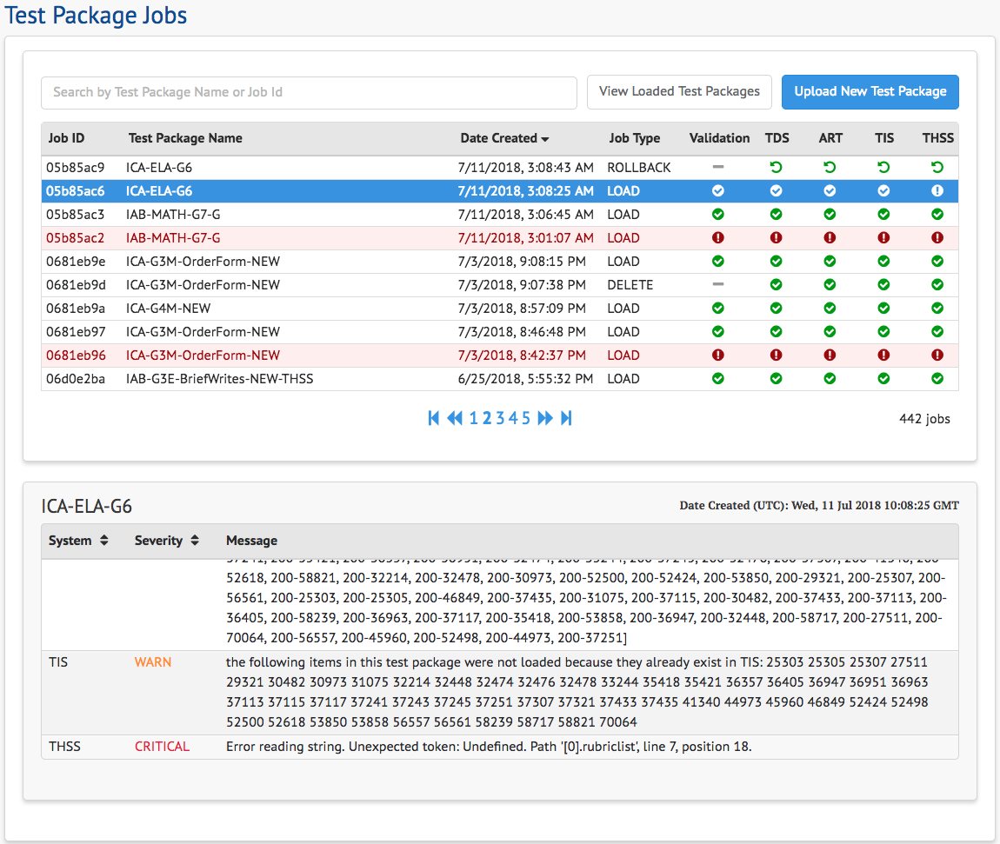 Test Package Jobs
Search by Test Package Name or Job Id
View Loaded Test Packages
Upload New Test Package
Job ID Test Package Name Date Created Job Type Validation TDS ART TIS THSS
05b85ac9 ICA-ELA-G6 7/11/2018, 3:08:43 AM ROLLBACK
05b85ac6 ICA-ELA-G6 7/11/2018, 3:08:25 AM LOAD
05b85ac3 IAB-MATH-G7-G 7/11/2018, 3:06:45 AM LOAD
05b85ac2 IAB-MATH-G7-G 7/11/2018, 3:01:07 AM LOAD
0681eb9e ICA-G3M-OrderForm-NEW 7/3/2018, 9:08:15 PM LOAD
0681eb9d ICA-G3M-OrderForm-NEW 7/3/2018, 9:07:38 PM DELETE
0681eb9a ICA-G4M-NEW 7/3/2018, 8:57:09 PM LOAD
0681eb97 ICA-G3M-OrderForm-NEW 7/3/2018, 8:46:48 PM LOAD
0681eb96 ICA-G3M-OrderForm-NEW 7/3/2018, 8:42:37 PM LOAD
06d0e2ba IAB-G3E-BriefWrites-NEW-THSS 6/25/2018, 5:55:32 PM LOAD
1 2 3 4 5
442 jobs
ICA-ELA-G6
Date Created (UTC): Wed, 11 Jul 2018 10:08:25 GMT
System Severity Message
52618, 200-58821, 200-32214, 200-32478, 200-30973, 200-52500, 200-52424, 200-53850, 200-29321, 200-25307, 200-
56561, 200-25303, 200-25305, 200-46849, 200-37435, 200-31075, 200-37115, 200-30482, 200-37433, 200-37113, 200-
36405, 200-58239, 200-36963, 200-37117, 200-35418, 200-53858, 200-36947, 200-32448, 200-58717, 200-27511, 200-
70064, 200-56557, 200-45960, 200-52498, 200-44973, 200-37251]
TIS WARN the following items in this test package were not loaded because they already exist in TIS: 25303 25305 25307 27511
29321 30482 30973 31075 32214 32448 32474 32476 32478 33244 35418 35421 36357 36405 36947 36951 36963
37113 37115 37117 37241 37243 37245 37251 37307 37321 37433 37435 41340 44973 45960 46849 52424 52498
52500 52618 53850 53858 56557 56561 58239 58717 58821 70064
THSS CRITICAL Error reading string. Unexpected token: Undefined. Path '[0].rubriclist', line 7, position 18.